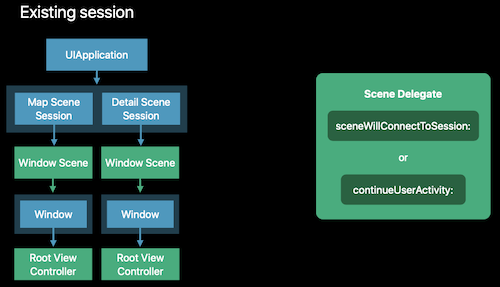 Existing session
UIApplication
Map Scene
Session
Detail Scene
Session
Window Scene
Window Scene
Window
Window
Root View
Controller
Root View
Controller
Scene Delegate
sceneWillConnectToSession:
or
continueUserActivity: